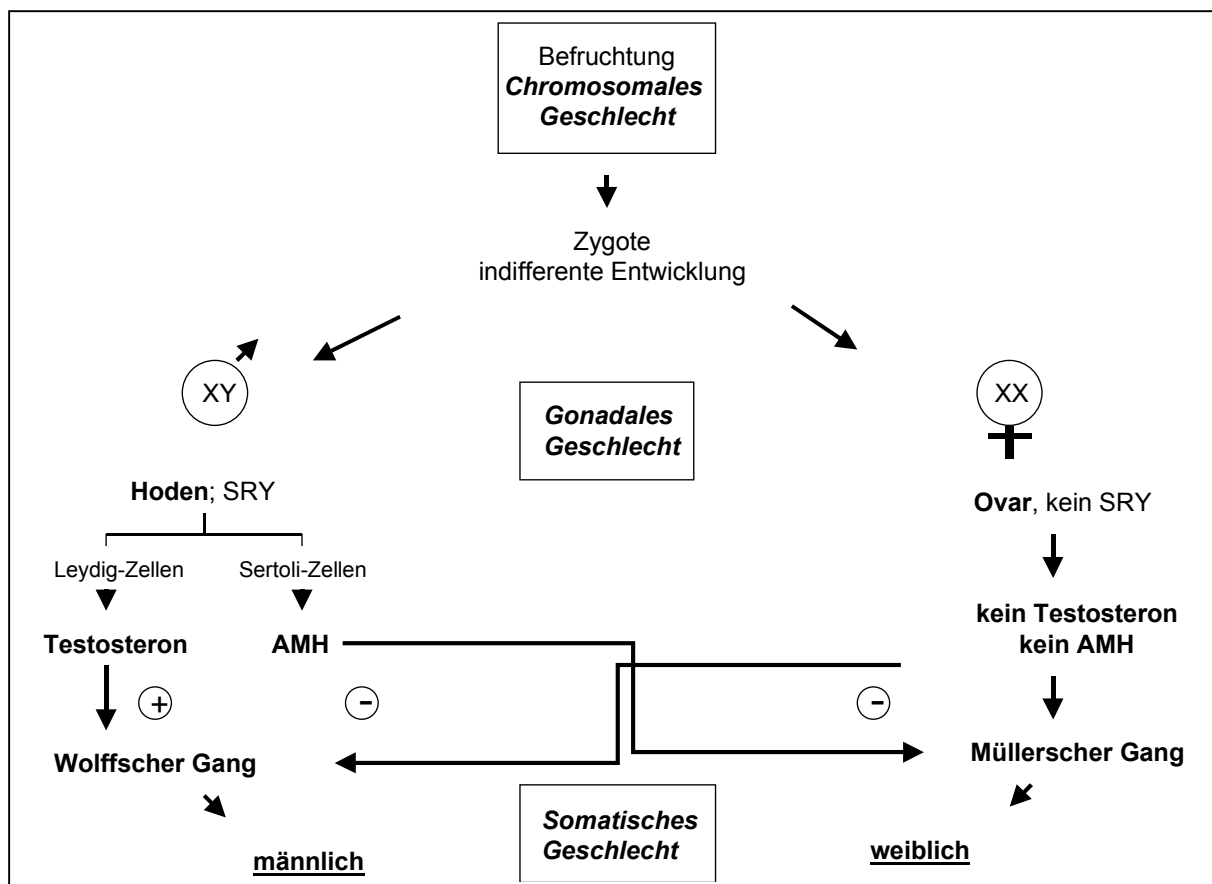 Befruchtung
Chromosomales
Geschlecht
Zygote
indifferente Entwicklung
XY
XX
Gonadales
Geschlecht
Hoden; SRY
Ovar, kein SRY
Leydig-Zellen
Sertoli-Zellen
kein Testosteron
kein AMH
Testosteron
AMH
+
-
-
Wolffscher Gang
Müllerscher Gang
Somatisches
Geschlecht
männlich
weiblich